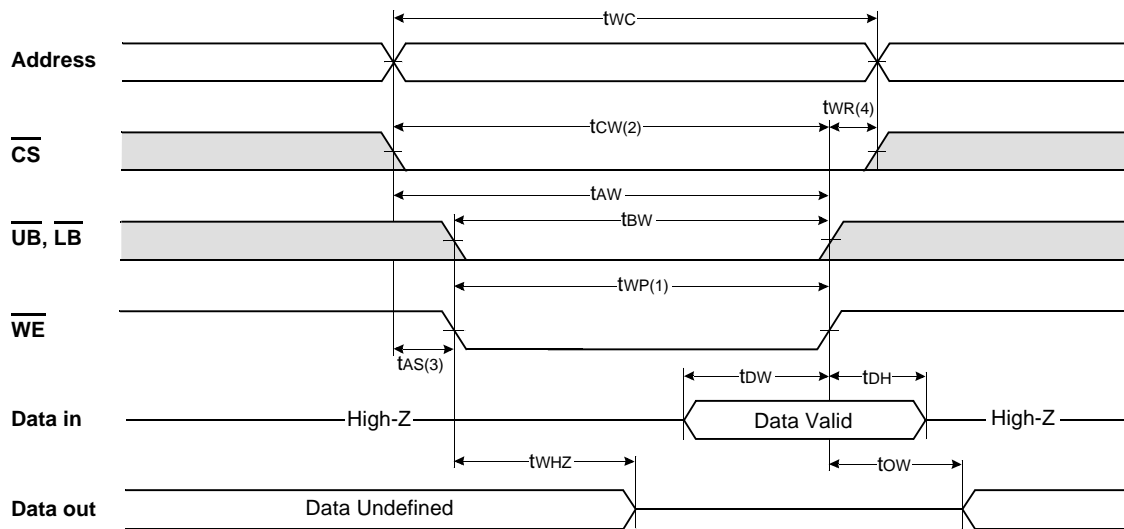 tWC
Address
tWR(4)
tCW(2)
CS
tAW
tBW
UB, LB
tWP(1)
WE
tAS(3)
tDW
tDH
Data in
High-Z
Data Valid
High-Z
tWHZ
tOW
Data out
Data Undefined